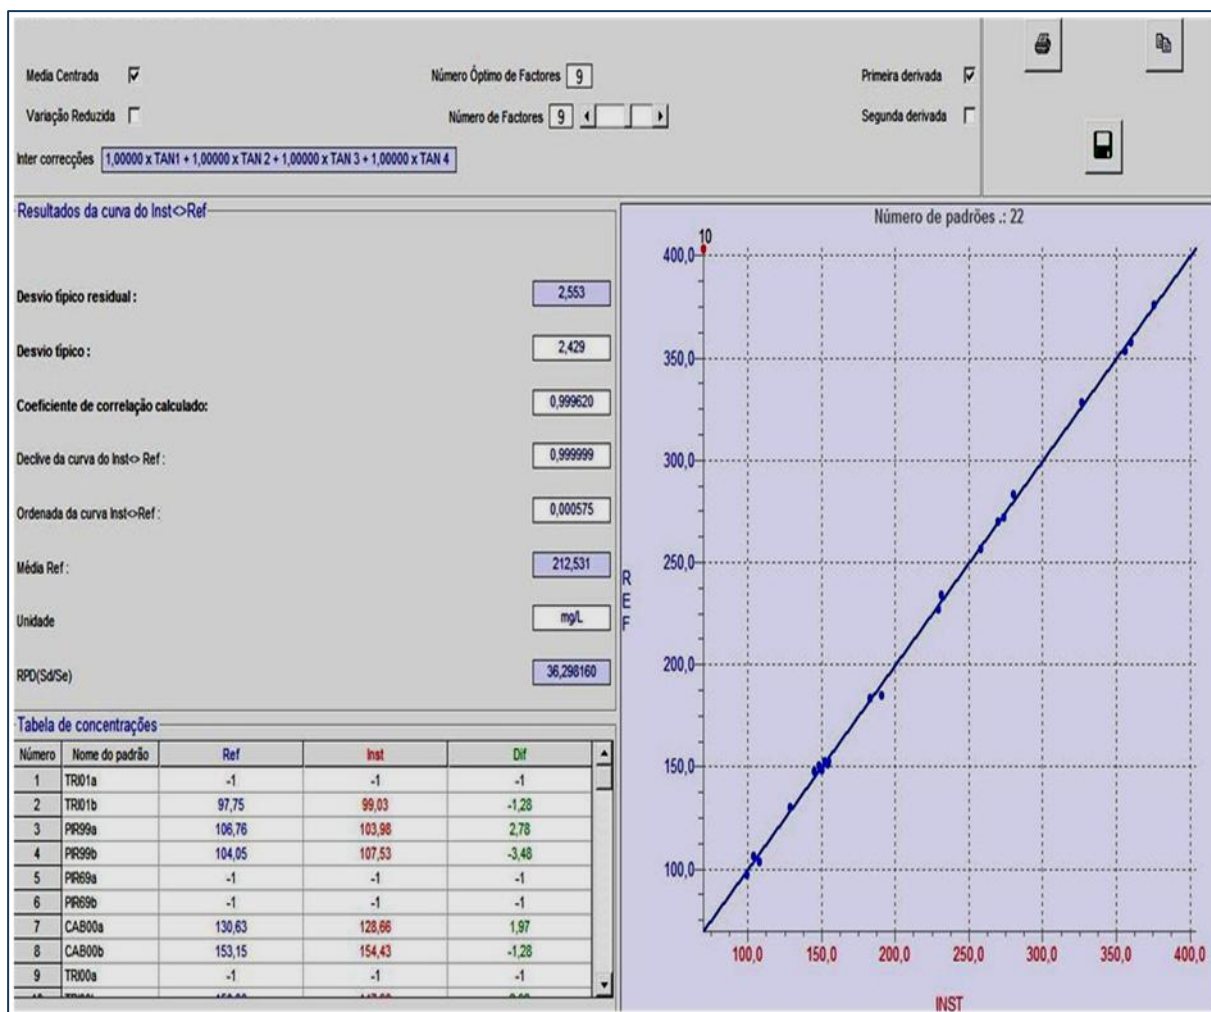 Media Centrada
Número Óptimo de Factores 9
Primeira derivada
Variação Reduzida
Número de Factores 9
Segunda derivada
Inter correcções 1,00000 x TAN1 + 1,00000 x TAN 2 + 1,00000 x TAN 3 + 1,00000 x TAN 4
Resultados da curva do Inst<>Ref
Desvio típico residual : 2,553
Desvio típico : 2,429
Coeficiente de correlação calculado: 0,999620
Declive da curva do Inst<> Ref : 0,999999
Ordenada da curva Inst<>Ref : 0,000575
Média Ref : 212,531
Unidade mg/L
RPD(Sd/Se) 36,298160
Tabela de concentrações
Número Nome do padrão Ref Inst Dif
1 TRI01a -1 -1 -1
2 TRI01b 97,75 99,03 -1,28
3 PIR99a 106,76 103,98 2,78
4 PIR99b 104,05 107,53 -3,48
5 PIR69a -1 -1 -1
6 PIR69b -1 -1 -1
7 CAB00a 130,63 128,66 1,97
8 CAB00b 153,15 154,43 -1,28
9 TRI00a -1 -1 -1
Número de padrões .: 22
10
400,0
350,0
300,0
250,0
200,0
150,0
100,0
REF
100,0 150,0 200,0 250,0 300,0 350,0 400,0
INST